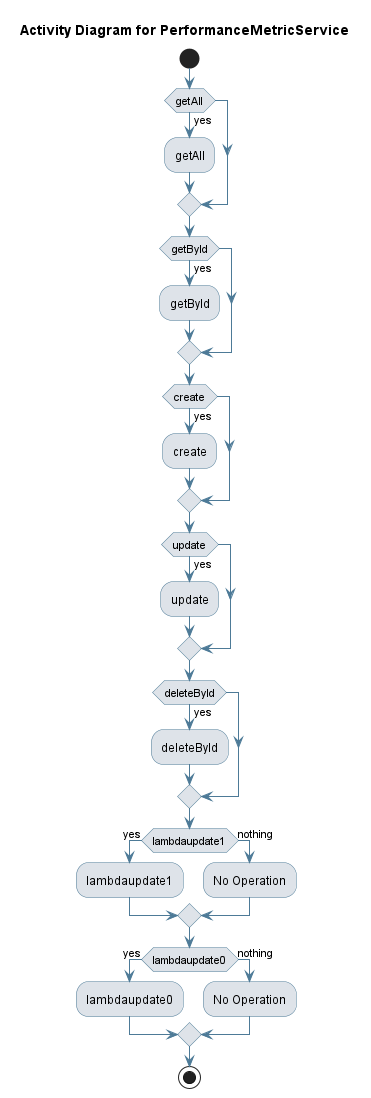 Activity Diagram for PerformanceMetricService
getAll
yes
getAll
getById
yes
getById
create
yes
create
update
yes
update
deleteById
yes
deleteById
yes
lambdaupdate1
nothing
lambdaupdate1
No Operation
yes
lambdaupdate0
nothing
lambdaupdate0
No Operation